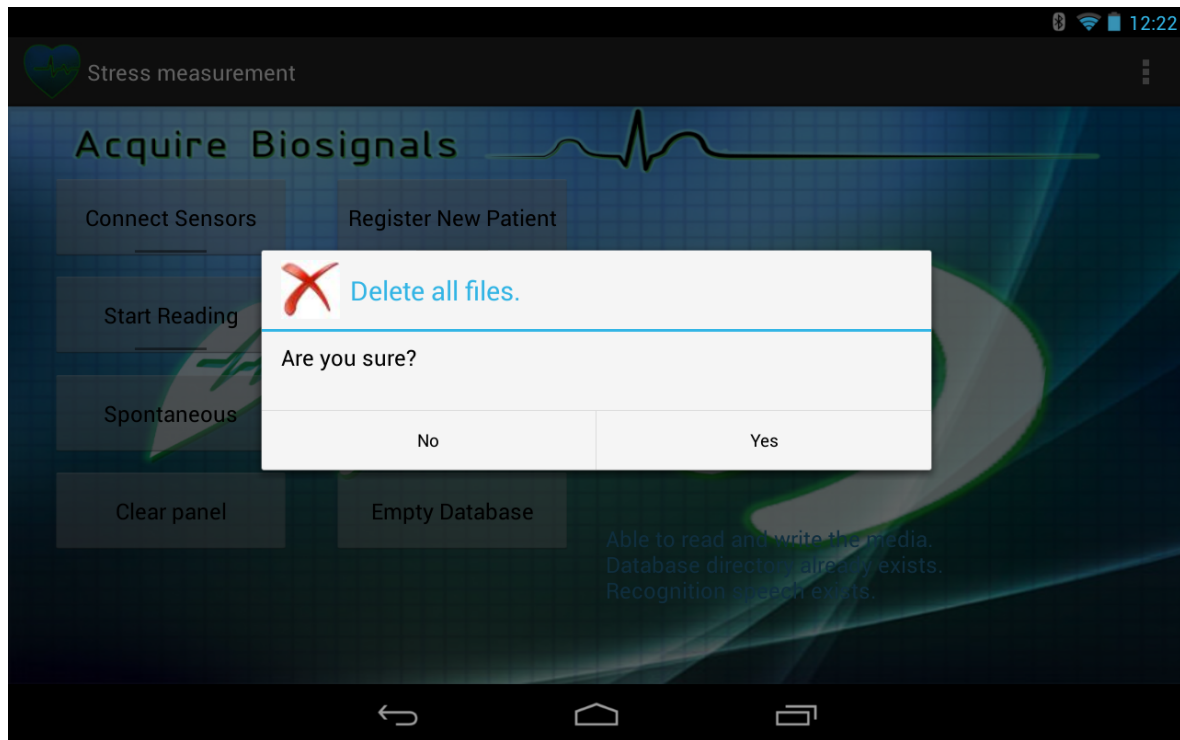 12:22
Stress measurement
Acquire Biosignals
Connect Sensors
Register New Patient
Start Reading
Delete all files.
Are you sure?
Spontaneous
No
Yes
Clear panel
Empty Database
Able to read and write the media.
Database directory already exists.
Recognition speech exists.